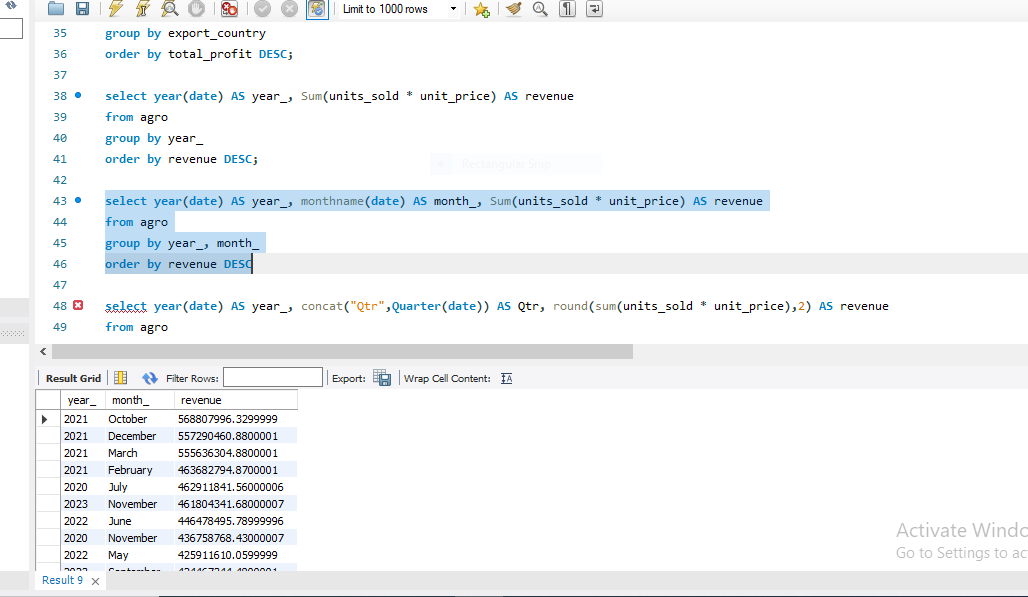 Limit to 1000 rows
35 group by export_country
36 order by total_profit DESC;
37
38 select year(date) AS year_, Sum(units_sold * unit_price) AS revenue
39 from agro
40 group by year_
41 order by revenue DESC;
Rectangular Snip
42
43 select year(date) AS year_, monthname(date) AS month_, Sum(units_sold * unit_price) AS revenue
44 from agro
45 group by year_, month_
46 order by revenue DESC
47
48 select year(date) AS year_, concat("Qtr",Quarter(date)) AS Qtr, round(sum(units_sold * unit_price),2) AS revenue
49 from agro
Result Grid Filter Rows: Export: Wrap Cell Content: IA
year_ month_ revenue
2021 October 568807996.3299999
2021 December 557290460.8800001
2021 March 555636304.8800001
2021 February 463682794.8700001
2020 July 462911841.56000006
2023 November 461804341.68000007
2022 June 446478495.78999996
2020 November 436758768.43000007
2022 May 425911610.0599999
Activate Windo
Go to Settings to ac
Result 9